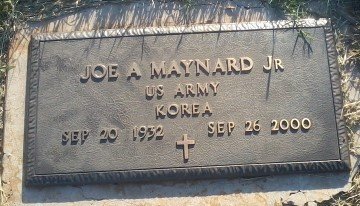 JOE A MAYNARD JR
US ARMY
KOREA
SEP 20 1932 SEP 26 2000